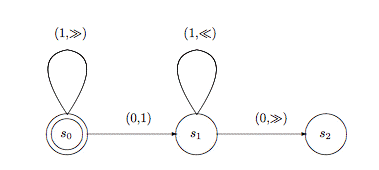 (1,≫) (1,≪)
(0,1) (0,≫)
s₀ s₁ s₂